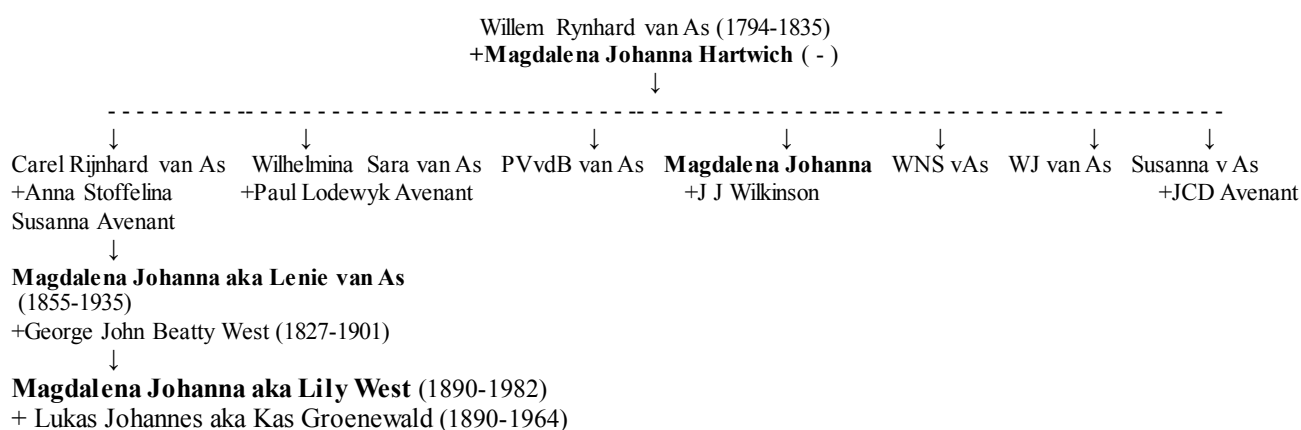 Willem Rynhard van As (1794-1835)
+Magdalena Johanna Hartwich ( - )
↓
- - - - - - - - - - - - - - - - - - - - - - - - - - - - - - - - - - - - - - - - - - - - - - - - - - - - - - - - - - - - - - - - - - - - - - - - - - - - - - - -
↓ ↓ ↓ ↓ ↓ ↓ ↓
Carel Rijnhard van As Wilhelmina Sara van As PVvdB van As Magdalena Johanna WNS vAs WJ van As Susanna v As
+Anna Stoffelina +Paul Lodewyk Avenant +J J Wilkinson +JCD Avenant
Susanna Avenant
↓
Magdalena Johanna aka Lenie van As
(1855-1935)
+George John Beatty West (1827-1901)
↓
Magdalena Johanna aka Lily West (1890-1982)
+ Lukas Johannes aka Kas Groenewald (1890-1964)